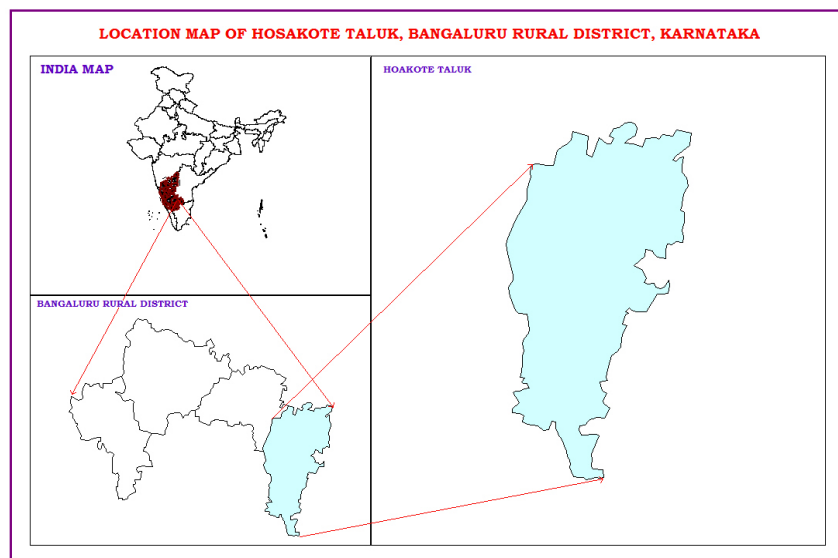 LOCATION MAP OF HOSAKOTE TALUK, BANGALURU RURAL DISTRICT, KARNATAKA
INDIA MAP
HOAKOTE TALUK
BANGALURU RURAL DISTRICT